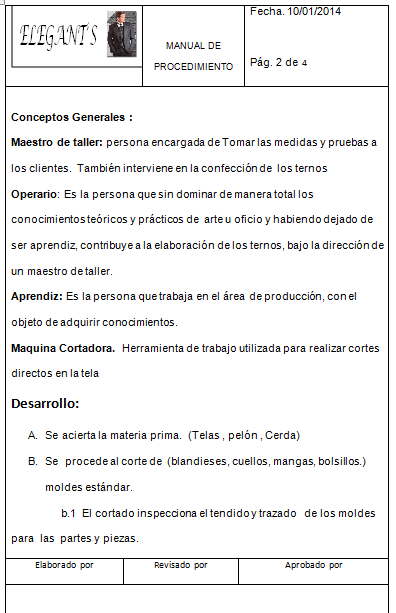 ELEGANT'S
MANUAL DE
PROCEDIMIENTO
Fecha. 10/01/2014
Pág. 2 de 4
Conceptos Generales :
Maestro de taller: persona encargada de Tomar las medidas y pruebas a
los clientes. También interviene en la confección de los ternos
Operario: Es la persona que sin dominar de manera total los
conocimientos teóricos y prácticos de arte u oficio y habiendo dejado de
ser aprendiz, contribuye a la elaboración de los ternos, bajo la dirección de
un maestro de taller.
Aprendiz: Es la persona que trabaja en el área de producción, con el
objeto de adquirir conocimientos.
Maquina Cortadora. Herramienta de trabajo utilizada para realizar cortes
directos en la tela
Desarrollo:
A. Se acierta la materia prima. (Telas , pelón , Cerda)
B. Se procede al corte de (blandieses, cuellos, mangas, bolsillos.)
moldes estándar.
b.1 El cortado inspecciona el tendido y trazado de los moldes
para las partes y piezas.
Elaborado por
Revisado por
Aprobado por